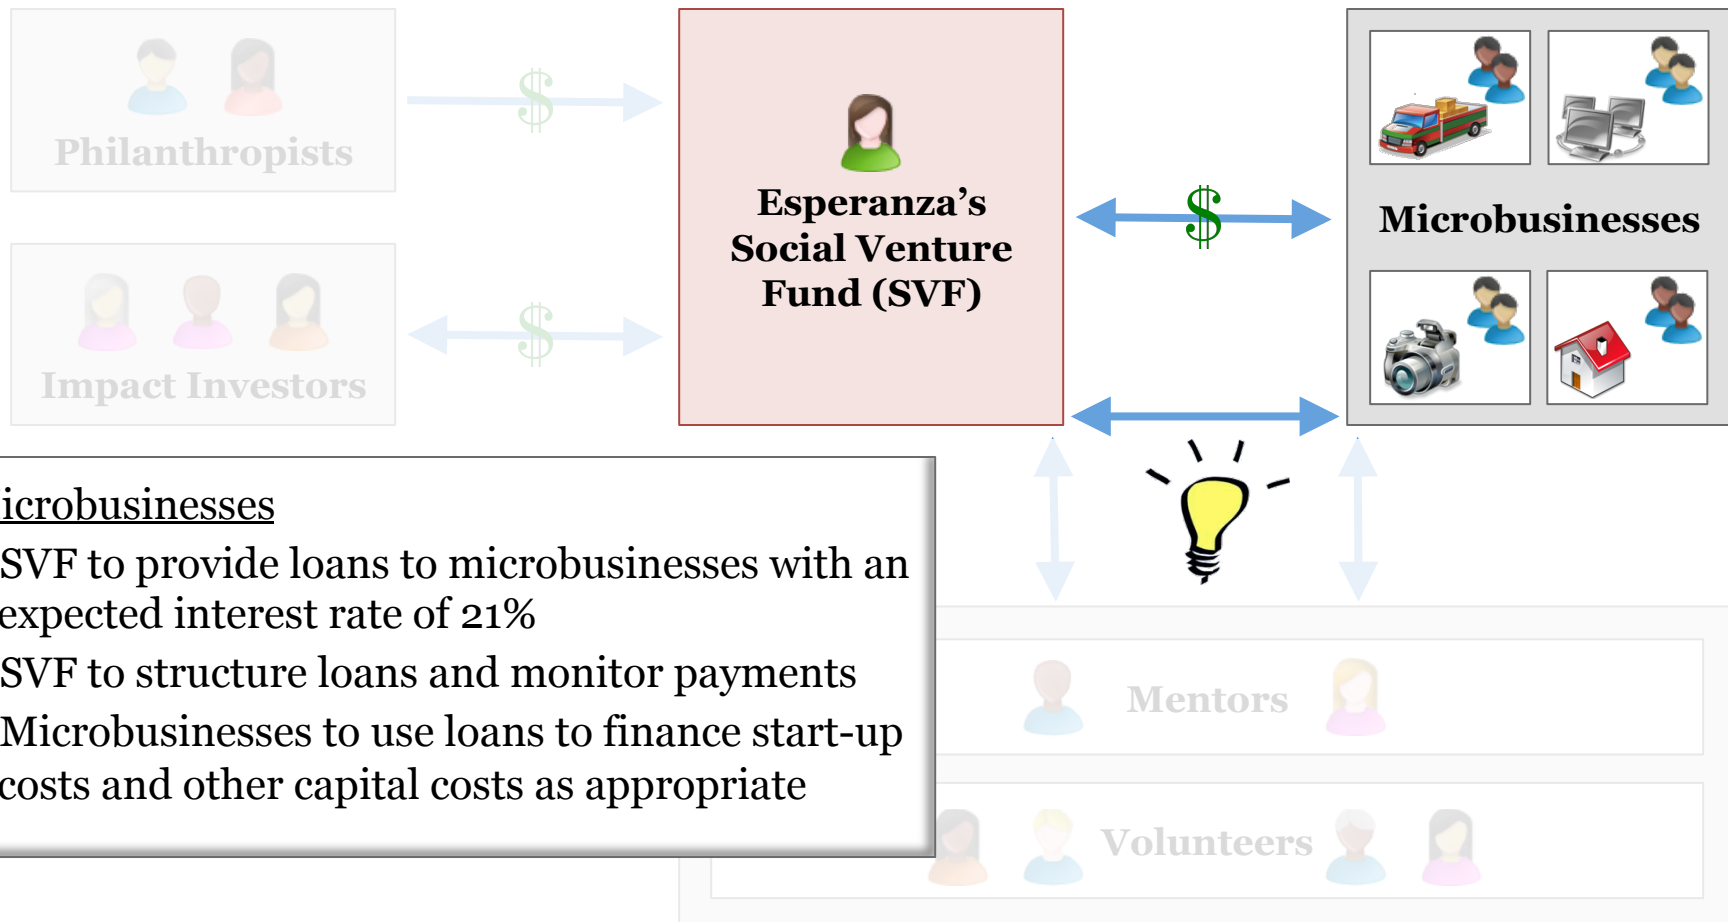 Philanthropists
$
Esperanza’s
Social Venture
Fund (SVF)
$
Microbusinesses
Impact Investors
$
icrobusinesses
SVF to provide loans to microbusinesses with an
expected interest rate of 21%
SVF to structure loans and monitor payments
Microbusinesses to use loans to finance start-up
costs and other capital costs as appropriate
Mentors
Volunteers